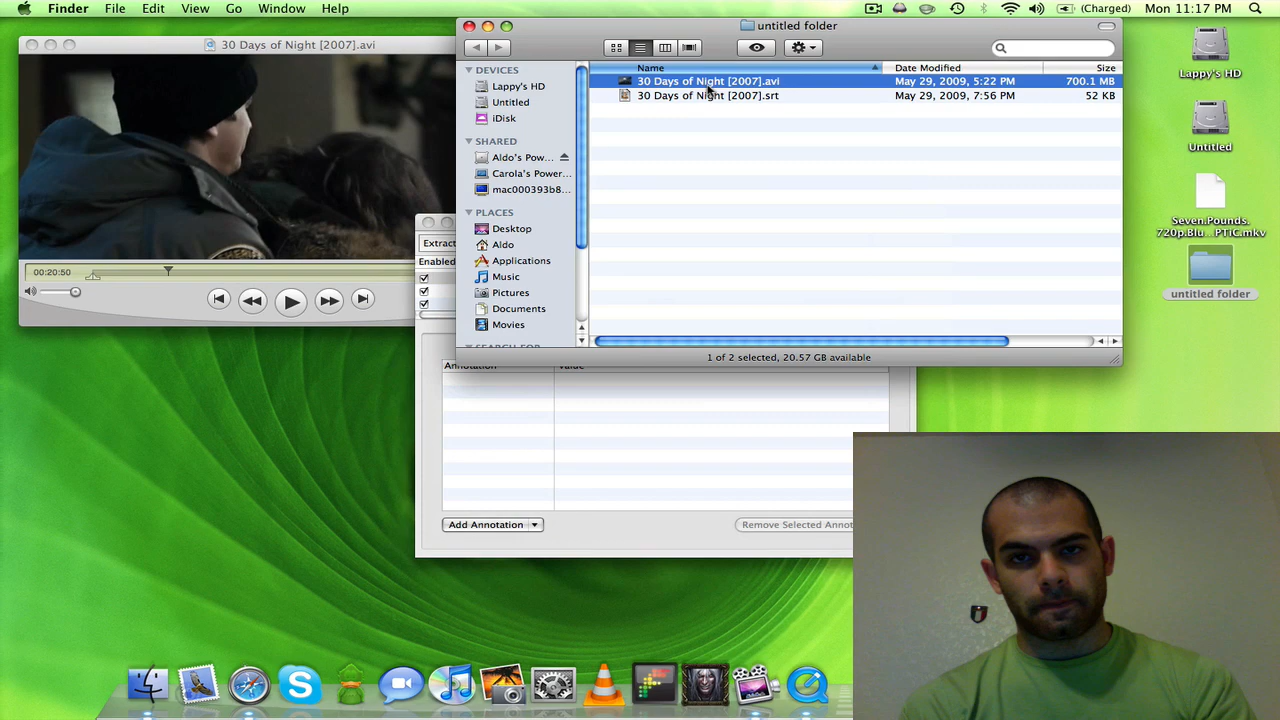 Finder File Edit View Go Window Help
(Charged) Mon 11:17 PM
30 Days of Night [2007].avi
00:20:50
untitled folder
Name Date Modified Size
30 Days of Night [2007].avi May 29, 2009, 5:22 PM 700.1 MB
30 Days of Night [2007].srt May 29, 2009, 7:56 PM 52 KB
DEVICES
Lappy's HD
Untitled
iDisk
SHARED
Aldo's Pow...
Carola's Power...
mac000393b8...
PLACES
Desktop
Aldo
Applications
Music
Pictures
Documents
Movies
SEARCH FOR
1 of 2 selected, 20.57 GB available
Extract
Enabled
Annotation Value
Add Annotation Remove Selected Annot
Lappy's HD
Untitled
Seven.Pounds.
720p.Blu...PTiC.mkv
untitled folder